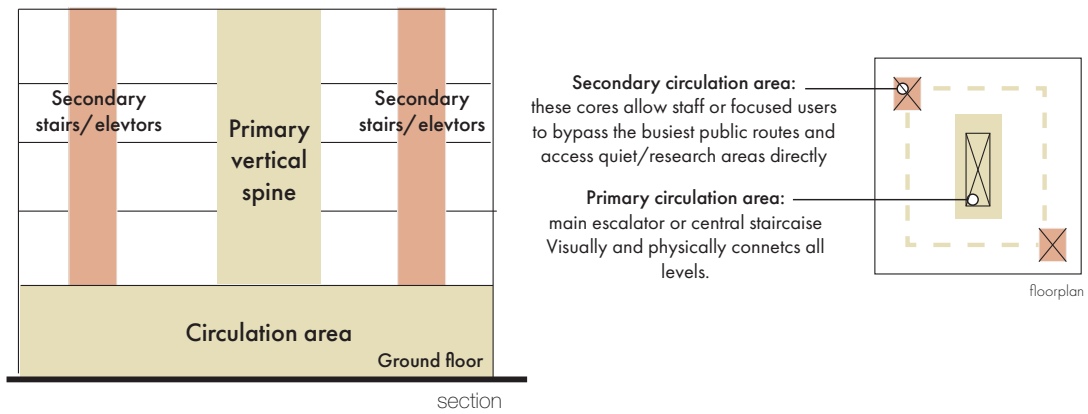 Secondary
stairs/elevtors
Primary
vertical
spine
Secondary
stairs/elevtors
Circulation area
Ground floor
section
Secondary circulation area:
these cores allow staff or focused users
to bypass the busiest public routes and
access quiet/research areas directly
Primary circulation area:
main escalator or central staircaise
Visually and physically connetcs all
levels.
floorplan